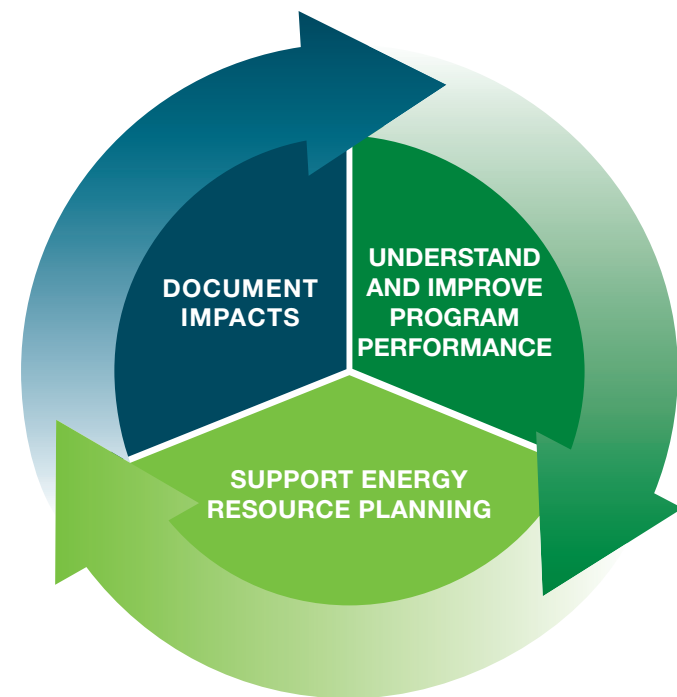 DOCUMENT
IMPACTS
UNDERSTAND
AND IMPROVE
PROGRAM
PERFORMANCE
SUPPORT ENERGY
RESOURCE PLANNING